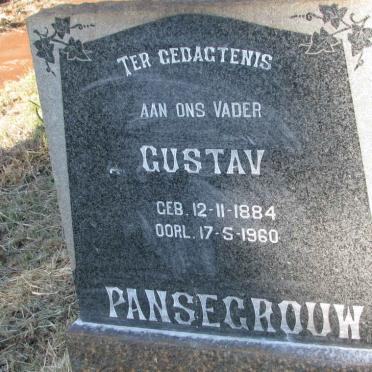 TER GEDAGTENIS
AAN ONS VADER
GUSTAV
GEB. 12-11-1884
OORL. 17-5-1960
PANSEGROUW